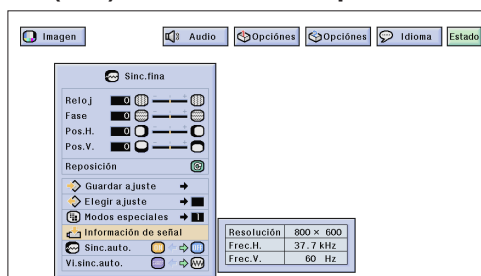 Imagen Audio Opciónes Opciónes Idioma Estado
Sinc.fina
Reloj 0
Fase 0
Pos.H. 0
Pos.V. 0
Reposición
Guardar ajuste
Elegir ajuste
Modos especiales
Información de señal
Sinc.auto.
Vi.sinc.auto.
Resolución 800 × 600
Frec.H. 37.7 kHz
Frec.V. 60 Hz